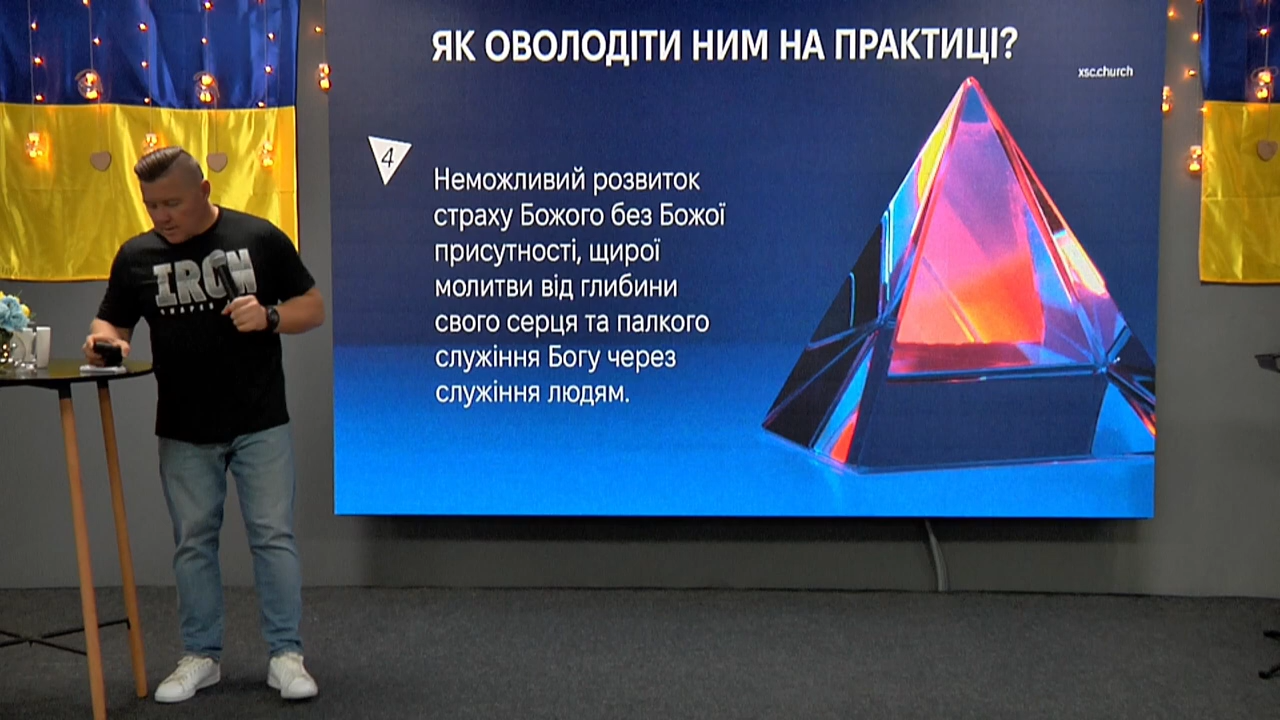 ЯК ОВОЛОДІТИ НИМ НА ПРАКТИЦІ?
xsc.church
4
Неможливий розвиток
страху Божого без Божої
присутності, щирої
молитви від глибини
свого серця та палкого
служіння Богу через
служіння людям.
IRON